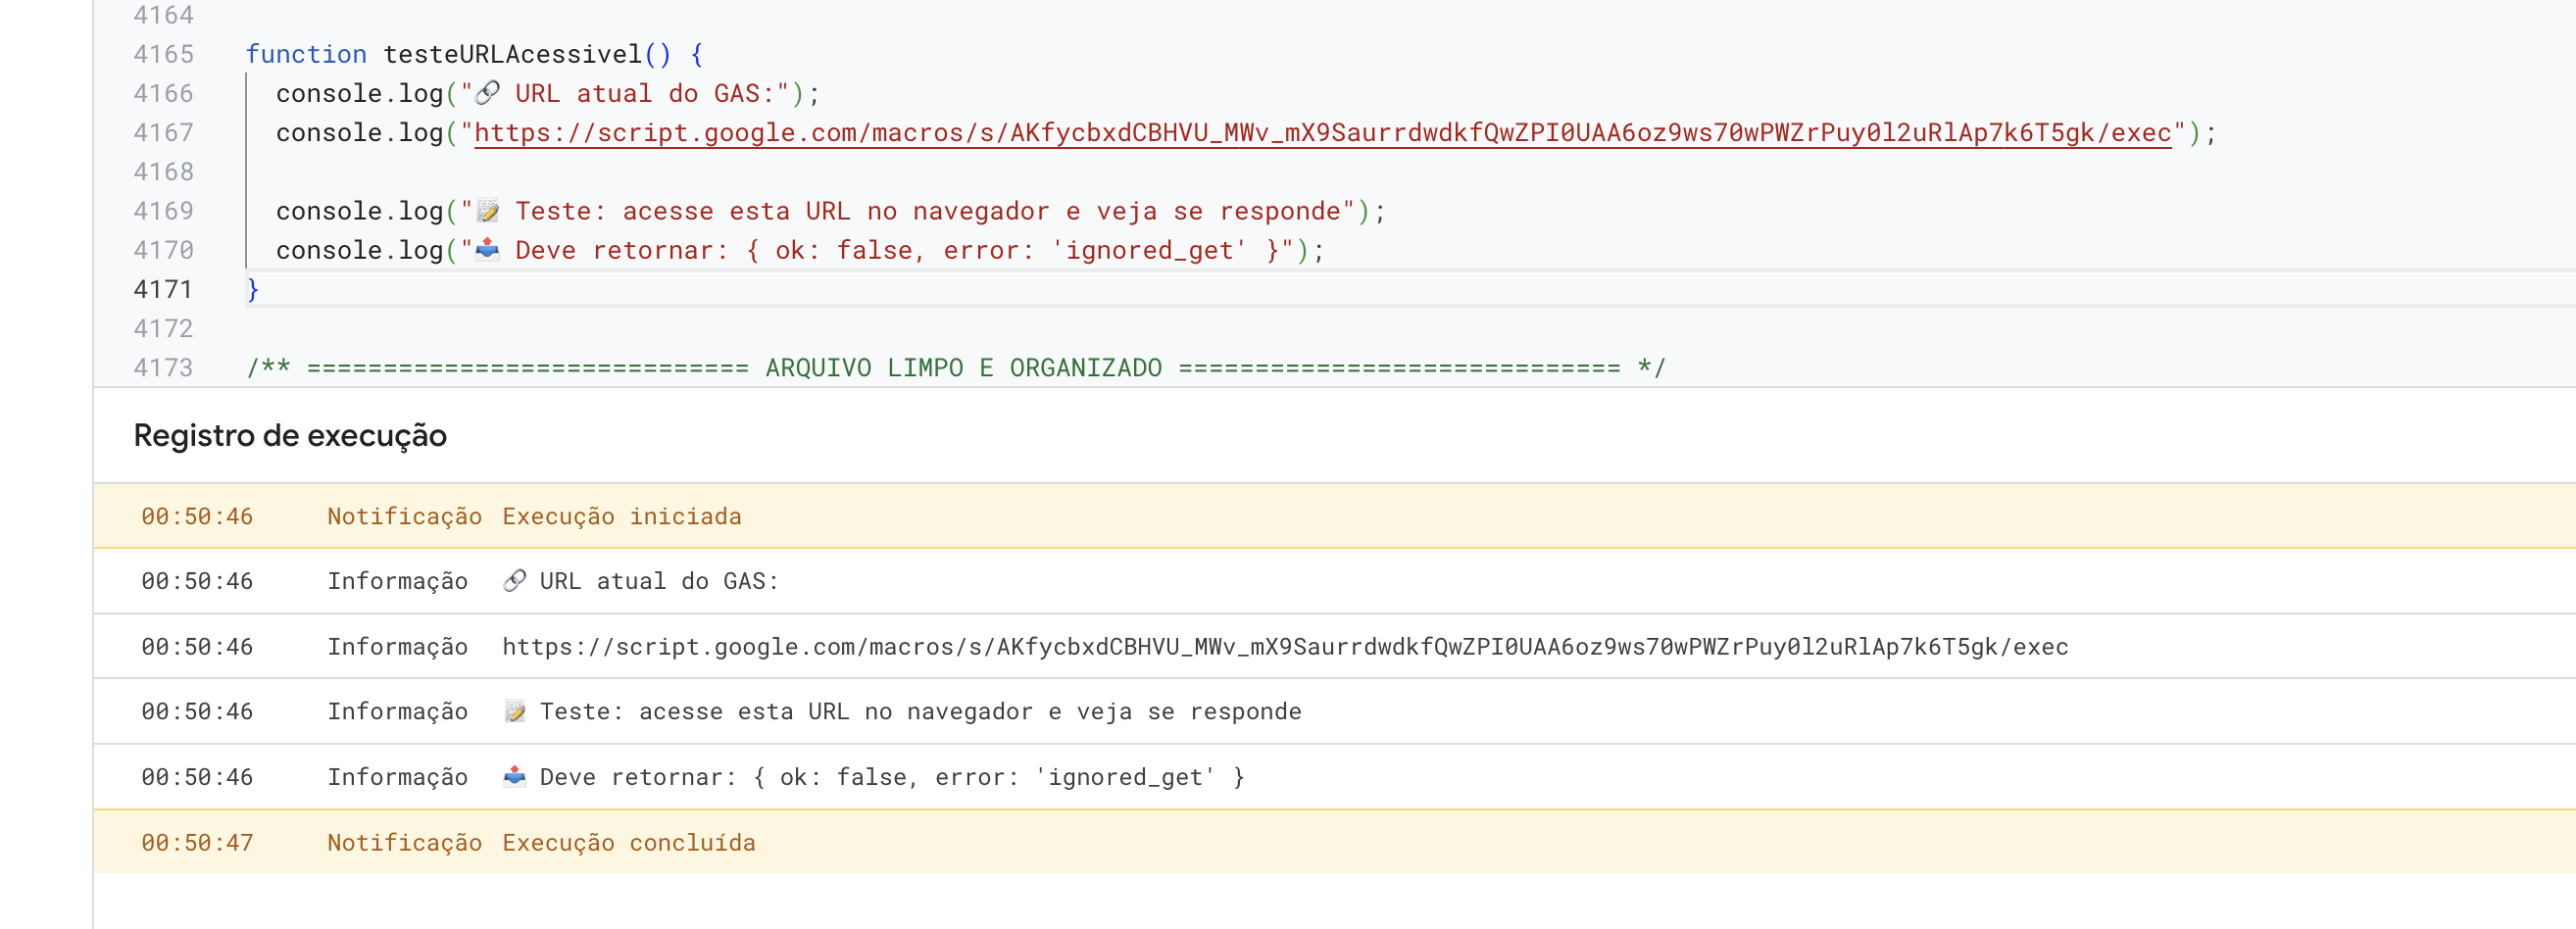 4164
4165 function testeURLAcessivel() {
4166 console.log("🔗 URL atual do GAS:");
4167 console.log("https://script.google.com/macros/s/AKfycbxdCBHVU_MWv_mX9SaurrdwdkfQwZPI0UAA6oz9ws70wPWZrPuy0l2uRlAp7k6T5gk/exec");
4168
4169 console.log("📝 Teste: acesse esta URL no navegador e veja se responde");
4170 console.log("📤 Deve retornar: { ok: false, error: 'ignored_get' }");
4171 }
4172
4173 /** ============================= ARQUIVO LIMPO E ORGANIZADO ============================= */
Registro de execução
00:50:46 Notificação Execução iniciada
00:50:46 Informação 🔗 URL atual do GAS:
00:50:46 Informação https://script.google.com/macros/s/AKfycbxdCBHVU_MWv_mX9SaurrdwdkfQwZPI0UAA6oz9ws70wPWZrPuy0l2uRlAp7k6T5gk/exec
00:50:46 Informação 📝 Teste: acesse esta URL no navegador e veja se responde
00:50:46 Informação 📤 Deve retornar: { ok: false, error: 'ignored_get' }
00:50:47 Notificação Execução concluída